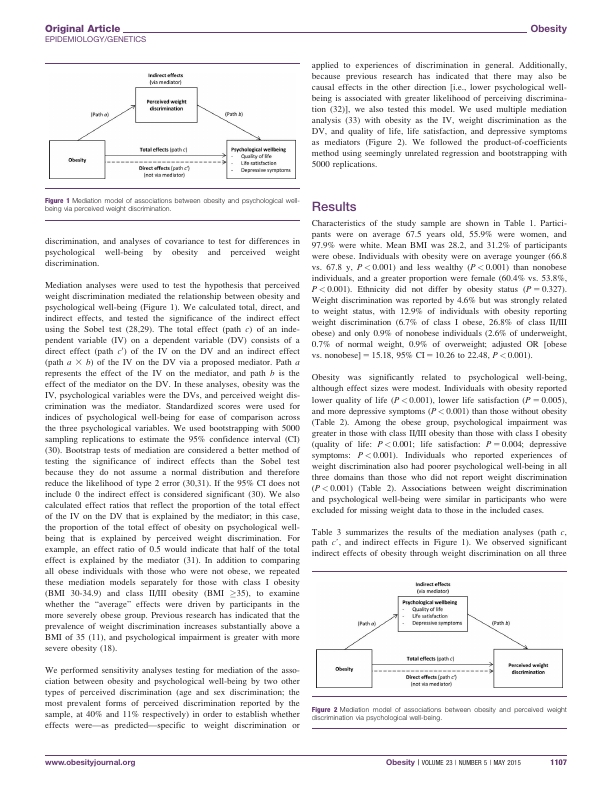 Original Article
Obesity
EPIDEMIOLOGY/GENETICS
Indirect effects
(via mediator)
Perceived weight
discrimination
(Path a)
(Path b)
Obesity
Total effects (path c)
Direct effects (path c')
(not via mediator)
Psychological wellbeing
- Quality of life
- Life satisfaction
- Depressive symptoms
Figure 1 Mediation model of associations between obesity and psychological well-
being via perceived weight discrimination.
discrimination, and analyses of covariance to test for differences in
psychological well-being by obesity and perceived weight
discrimination.
Mediation analyses were used to test the hypothesis that perceived
weight discrimination mediated the relationship between obesity and
psychological well-being (Figure 1). We calculated total, direct, and
indirect effects, and tested the significance of the indirect effect
using the Sobel test (28,29). The total effect (path c) of an inde-
pendent variable (IV) on a dependent variable (DV) consists of a
direct effect (path c') of the IV on the DV and an indirect effect
(path a × b) of the IV on the DV via a proposed mediator. Path a
represents the effect of the IV on the mediator, and path b is the
effect of the mediator on the DV. In these analyses, obesity was the
IV, psychological variables were the DVs, and perceived weight dis-
crimination was the mediator. Standardized scores were used for
indices of psychological well-being for ease of comparison across
the three psychological variables. We used bootstrapping with 5000
sampling replications to estimate the 95% confidence interval (CI)
(30). Bootstrap tests of mediation are considered a better method of
testing the significance of indirect effects than the Sobel test
because they do not assume a normal distribution and therefore
reduce the likelihood of type 2 error (30,31). If the 95% CI does not
include 0 the indirect effect is considered significant (30). We also
calculated effect ratios that reflect the proportion of the total effect
of the IV on the DV that is explained by the mediator; in this case,
the proportion of the total effect of obesity on psychological well-
being that is explained by perceived weight discrimination. For
example, an effect ratio of 0.5 would indicate that half of the total
effect is explained by the mediator (31). In addition to comparing
all obese individuals with those who were not obese, we repeated
these mediation models separately for those with class I obesity
(BMI 30-34.9) and class II/III obesity (BMI ≥35), to examine
whether the “average” effects were driven by participants in the
more severely obese group. Previous research has indicated that the
prevalence of weight discrimination increases substantially above a
BMI of 35 (11), and psychological impairment is greater with more
severe obesity (18).
We performed sensitivity analyses testing for mediation of the asso-
ciation between obesity and psychological well-being by two other
types of perceived discrimination (age and sex discrimination; the
most prevalent forms of perceived discrimination reported by the
sample, at 40% and 11% respectively) in order to establish whether
effects were—as predicted—specific to weight discrimination or
applied to experiences of discrimination in general. Additionally,
because previous research has indicated that there may also be
causal effects in the other direction [i.e., lower psychological well-
being is associated with greater likelihood of perceiving discrimina-
tion (32)], we also tested this model. We used multiple mediation
analysis (33) with obesity as the IV, weight discrimination as the
DV, and quality of life, life satisfaction, and depressive symptoms
as mediators (Figure 2). We followed the product-of-coefficients
method using seemingly unrelated regression and bootstrapping with
5000 replications.
Results
Characteristics of the study sample are shown in Table 1. Partici-
pants were on average 67.5 years old, 55.9% were women, and
97.9% were white. Mean BMI was 28.2, and 31.2% of participants
were obese. Individuals with obesity were on average younger (66.8
vs. 67.8 y, P < 0.001) and less wealthy (P < 0.001) than nonobese
individuals, and a greater proportion were female (60.4% vs. 53.8%,
P < 0.001). Ethnicity did not differ by obesity status (P = 0.327).
Weight discrimination was reported by 4.6% but was strongly related
to weight status, with 12.9% of individuals with obesity reporting
weight discrimination (6.7% of class I obese, 26.8% of class II/III
obese) and only 0.9% of nonobese individuals (2.6% of underweight,
0.7% of normal weight, 0.9% of overweight; adjusted OR [obese
vs. nonobese] = 15.18, 95% CI = 10.26 to 22.48, P < 0.001).
Obesity was significantly related to psychological well-being,
although effect sizes were modest. Individuals with obesity reported
lower quality of life (P < 0.001), lower life satisfaction (P = 0.005),
and more depressive symptoms (P < 0.001) than those without obesity
(Table 2). Among the obese group, psychological impairment was
greater in those with class II/III obesity than those with class I obesity
(quality of life: P < 0.001; life satisfaction: P = 0.004; depressive
symptoms: P < 0.001). Individuals who reported experiences of
weight discrimination also had poorer psychological well-being in all
three domains than those who did not report weight discrimination
(P < 0.001) (Table 2). Associations between weight discrimination
and psychological well-being were similar in participants who were
excluded for missing weight data to those in the included cases.
Table 3 summarizes the results of the mediation analyses (path c,
path c', and indirect effects in Figure 1). We observed significant
indirect effects of obesity through weight discrimination on all three
Indirect effects
(via mediator)
Psychological wellbeing
- Quality of life
- Life satisfaction
- Depressive symptoms
(Path a)
(Path b)
Obesity
Total effects (path c)
Direct effects (path c')
(not via mediator)
Perceived weight
discrimination
Figure 2 Mediation model of associations between obesity and perceived weight
discrimination via psychological well-being.
www.obesityjournal.org
Obesity | VOLUME 23 | NUMBER 5 | MAY 2015
1107